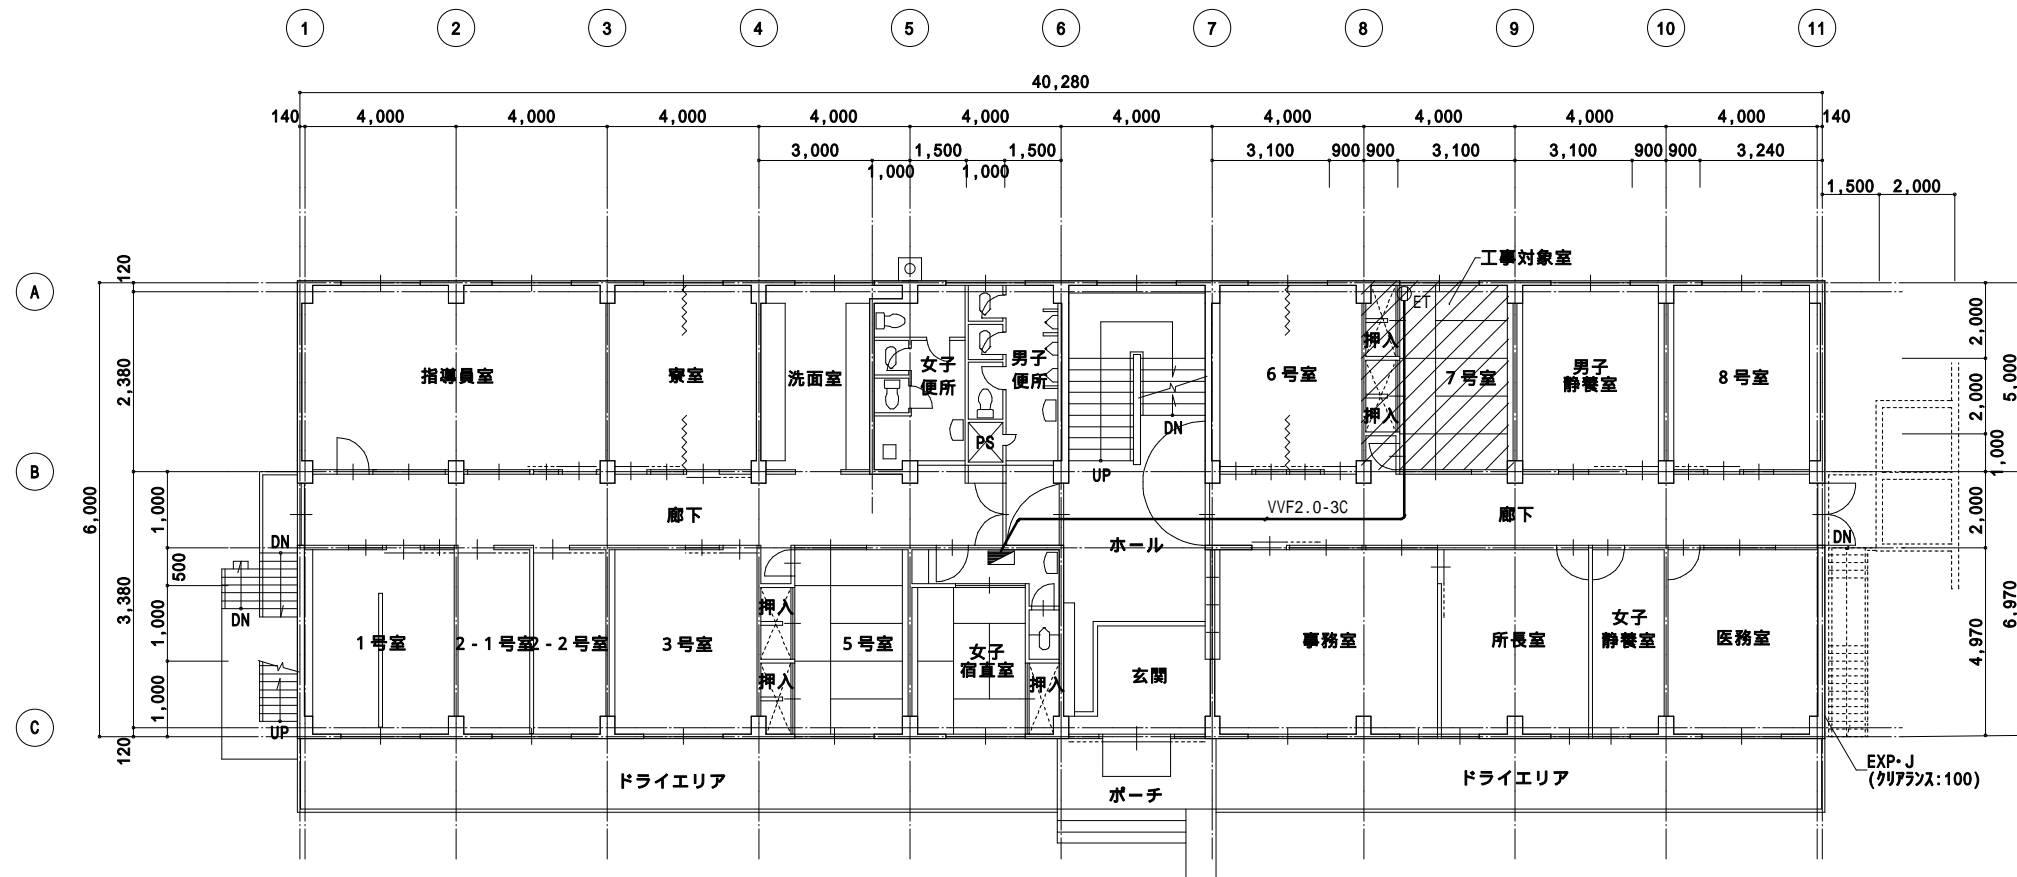 1 2 3 4 5 6 7 8 9 10 11
40,280
140 4,000 4,000 4,000 4,000 4,000 4,000 4,000 4,000 4,000 4,000 140
3,000 1,500 1,500 3,100 900 900 3,100 3,100 900 900 3,240
1,000 1,000
1,500 2,000
工事対象室
120
A
ET
2,000
押入
指導員室
寮室
洗面室
女子
便所
男子
便所
6号室
7号室
男子
静養室
8号室
2,380
2,000
5,000
押入
DN
PS
UP
1,000
B
6,000
1,000
VVF2.0-3C
廊下
廊下
2,000
DN
ホール
DN
500
3,380
1,000
DN
押入
1号室
2-1号室
2-2号室
3号室
5号室
女子
宿直室
事務室
所長室
女子
静養室
医務室
4,970
6,970
押入
押入
玄関
1,000
C
UP
120
ドライエリア
ポーチ
ドライエリア
EXP・J
(クリアランス:100)